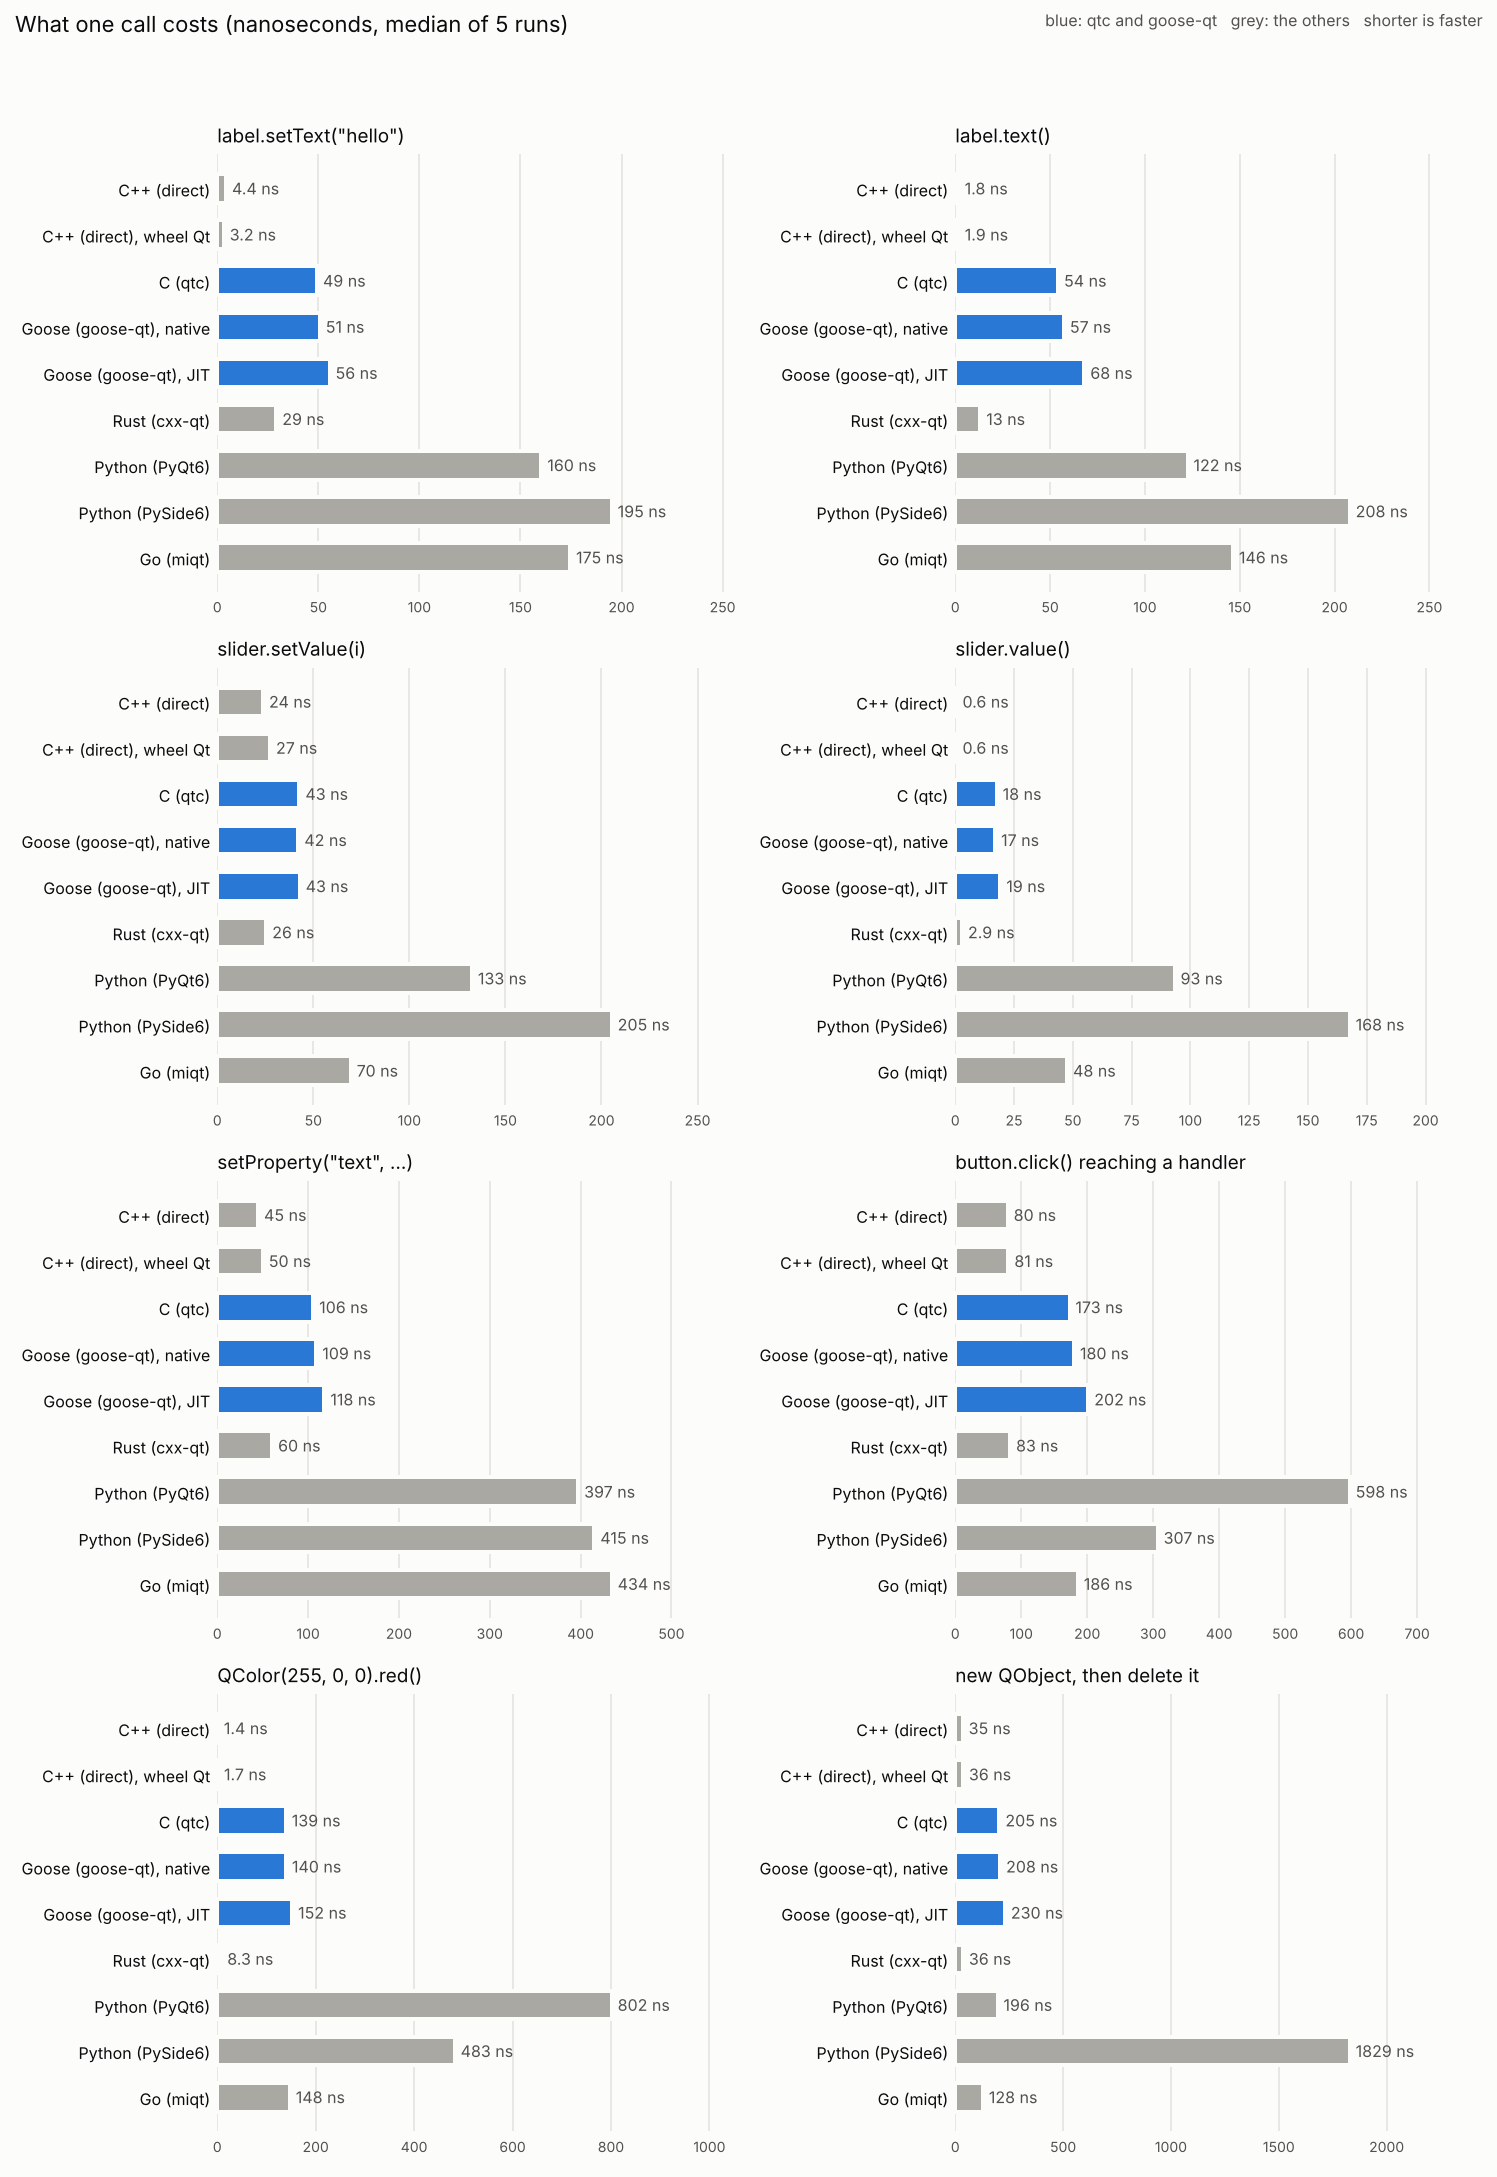 What one call costs (nanoseconds, median of 5 runs)
blue: qtc and goose-qt grey: the others shorter is faster
label.setText("hello")
C++ (direct) 4.4 ns
C++ (direct), wheel Qt 3.2 ns
C (qtc) 49 ns
Goose (goose-qt), native 51 ns
Goose (goose-qt), JIT 56 ns
Rust (cxx-qt) 29 ns
Python (PyQt6) 160 ns
Python (PySide6) 195 ns
Go (miqt) 175 ns
0 50 100 150 200 250
label.text()
C++ (direct) 1.8 ns
C++ (direct), wheel Qt 1.9 ns
C (qtc) 54 ns
Goose (goose-qt), native 57 ns
Goose (goose-qt), JIT 68 ns
Rust (cxx-qt) 13 ns
Python (PyQt6) 122 ns
Python (PySide6) 208 ns
Go (miqt) 146 ns
0 50 100 150 200 250
slider.setValue(i)
C++ (direct) 24 ns
C++ (direct), wheel Qt 27 ns
C (qtc) 43 ns
Goose (goose-qt), native 42 ns
Goose (goose-qt), JIT 43 ns
Rust (cxx-qt) 26 ns
Python (PyQt6) 133 ns
Python (PySide6) 205 ns
Go (miqt) 70 ns
0 50 100 150 200 250
slider.value()
C++ (direct) 0.6 ns
C++ (direct), wheel Qt 0.6 ns
C (qtc) 18 ns
Goose (goose-qt), native 17 ns
Goose (goose-qt), JIT 19 ns
Rust (cxx-qt) 2.9 ns
Python (PyQt6) 93 ns
Python (PySide6) 168 ns
Go (miqt) 48 ns
0 25 50 75 100 125 150 175 200
setProperty("text", ...)
C++ (direct) 45 ns
C++ (direct), wheel Qt 50 ns
C (qtc) 106 ns
Goose (goose-qt), native 109 ns
Goose (goose-qt), JIT 118 ns
Rust (cxx-qt) 60 ns
Python (PyQt6) 397 ns
Python (PySide6) 415 ns
Go (miqt) 434 ns
0 100 200 300 400 500
button.click() reaching a handler
C++ (direct) 80 ns
C++ (direct), wheel Qt 81 ns
C (qtc) 173 ns
Goose (goose-qt), native 180 ns
Goose (goose-qt), JIT 202 ns
Rust (cxx-qt) 83 ns
Python (PyQt6) 598 ns
Python (PySide6) 307 ns
Go (miqt) 186 ns
0 100 200 300 400 500 600 700
QColor(255, 0, 0).red()
C++ (direct) 1.4 ns
C++ (direct), wheel Qt 1.7 ns
C (qtc) 139 ns
Goose (goose-qt), native 140 ns
Goose (goose-qt), JIT 152 ns
Rust (cxx-qt) 8.3 ns
Python (PyQt6) 802 ns
Python (PySide6) 483 ns
Go (miqt) 148 ns
0 200 400 600 800 1000
new QObject, then delete it
C++ (direct) 35 ns
C++ (direct), wheel Qt 36 ns
C (qtc) 205 ns
Goose (goose-qt), native 208 ns
Goose (goose-qt), JIT 230 ns
Rust (cxx-qt) 36 ns
Python (PyQt6) 196 ns
Python (PySide6) 1829 ns
Go (miqt) 128 ns
0 500 1000 1500 2000